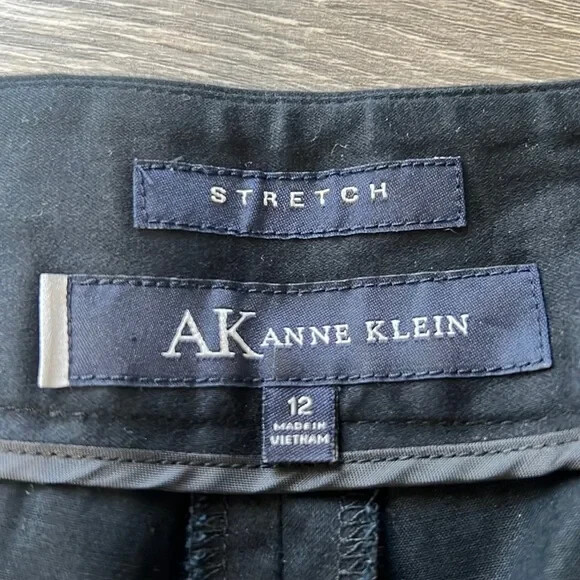 STRETCH
AK ANNE KLEIN
12
MADE IN
VIETNAM